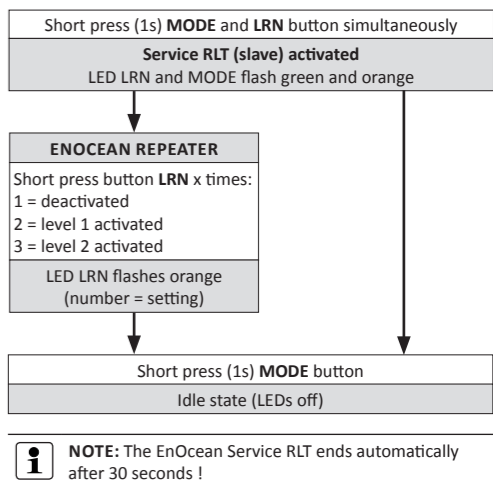 Short press (1s) MODE and LRN button simultaneously
Service RLT (slave) activated
LED LRN and MODE flash green and orange
ENOCEAN REPEATER
Short press button LRN x times:
1 = deactivated
2 = level 1 activated
3 = level 2 activated
LED LRN flashes orange
(number = setting)
Short press (1s) MODE button
Idle state (LEDs off)
NOTE: The EnOcean Service RLT ends automatically
after 30 seconds !